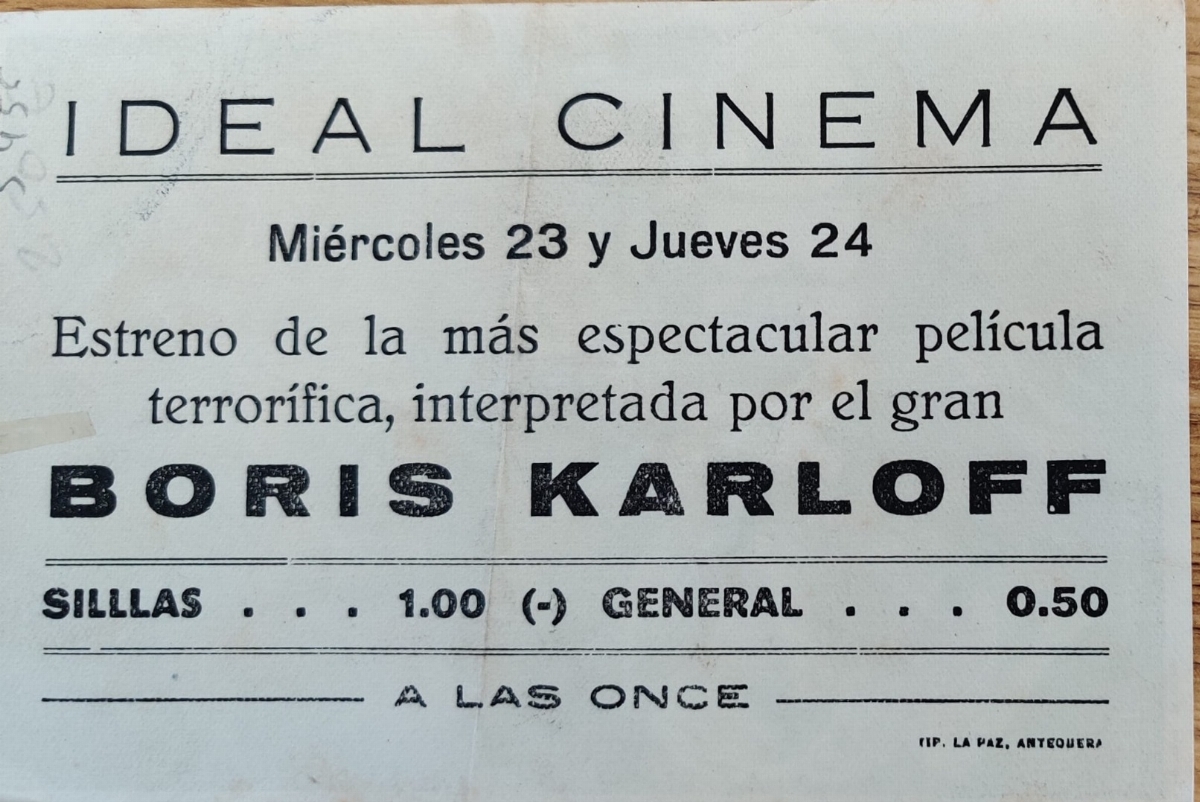 IDEAL CINEMA
Miércoles 23 y Jueves 24
Estreno de la más espectacular película
terrorífica, interpretada por el gran
BORIS KARLOFF
SILLLAS . . . 1.00 (-) GENERAL . . . 0.50
A LAS ONCE
TIP. LA PAZ, ANTEQUERA